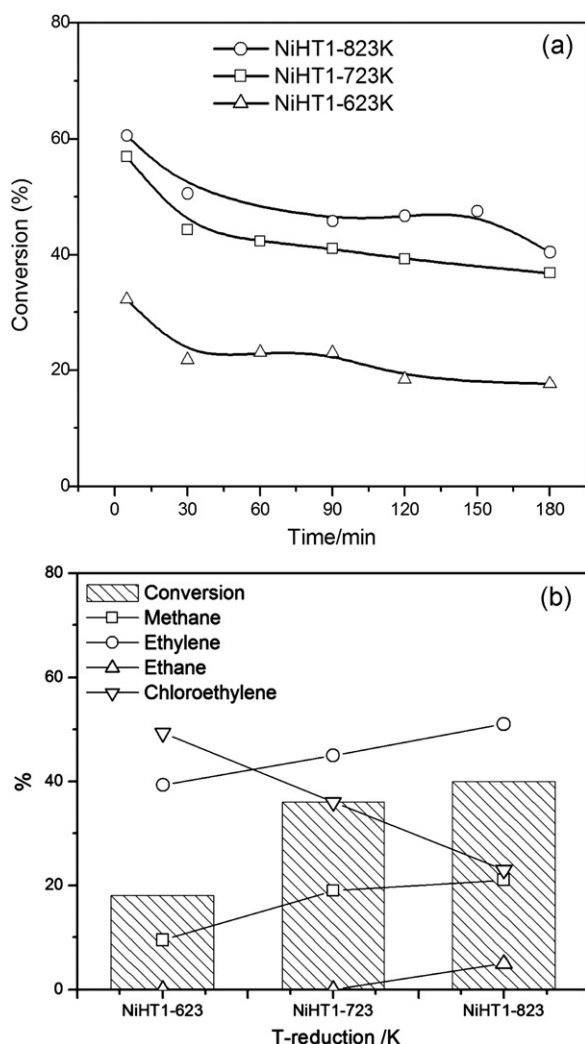 (a)
NiHT1-823K
NiHT1-723K
NiHT1-623K
80
60
40
20
0
Conversion (%)
0 30 60 90 120 150 180
Time/min
(b)
Conversion
Methane
Ethylene
Ethane
Chloroethylene
80
60
40
20
0
%
NiHT1-623 NiHT1-723 NiHT1-823
T-reduction /K